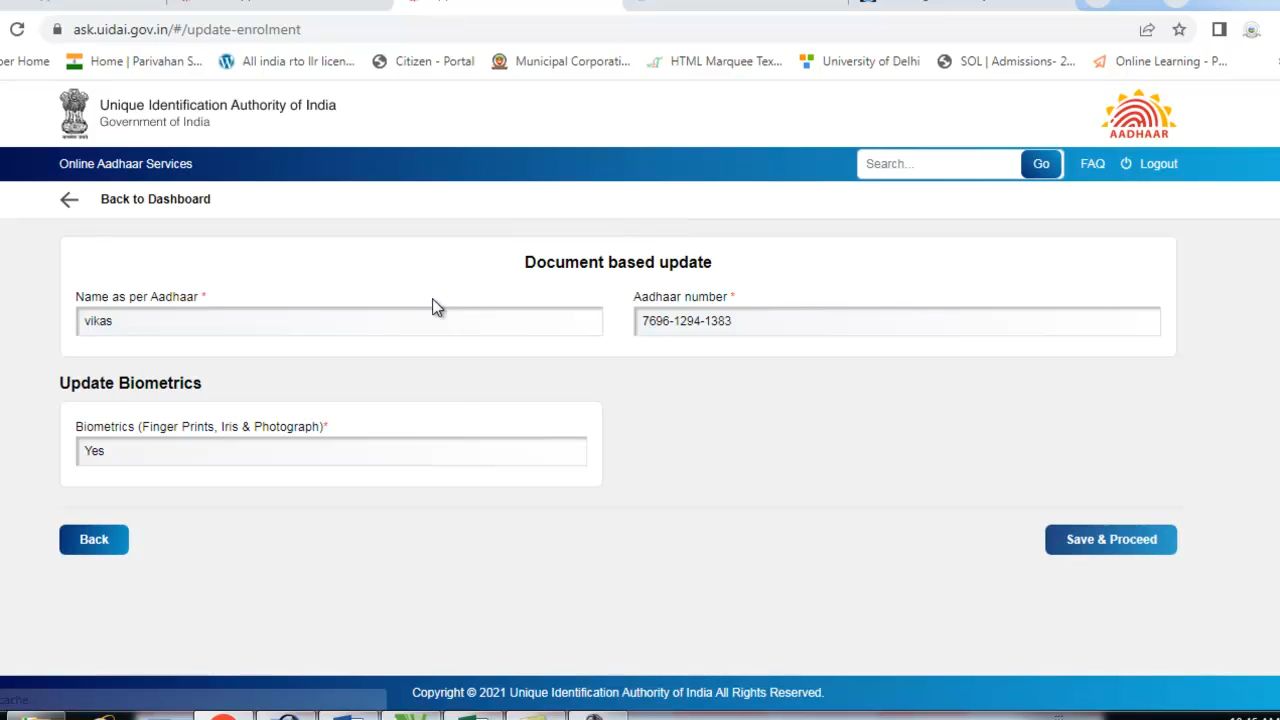 ask.uidai.gov.in/#/update-enrolment
per Home
Home | Parivahan S...
All india rto llr licen...
Citizen - Portal
Municipal Corporati...
HTML Marquee Tex...
University of Delhi
SOL | Admissions- 2...
Online Learning - P...
Unique Identification Authority of India
Government of India
AADHAAR
Online Aadhaar Services
Search...
Go
FAQ
Logout
Back to Dashboard
Document based update
Name as per Aadhaar *
Aadhaar number *
vikas
7696-1294-1383
Update Biometrics
Biometrics (Finger Prints, Iris & Photograph)*
Yes
Back
Save & Proceed
Copyright © 2021 Unique Identification Authority of India All Rights Reserved.